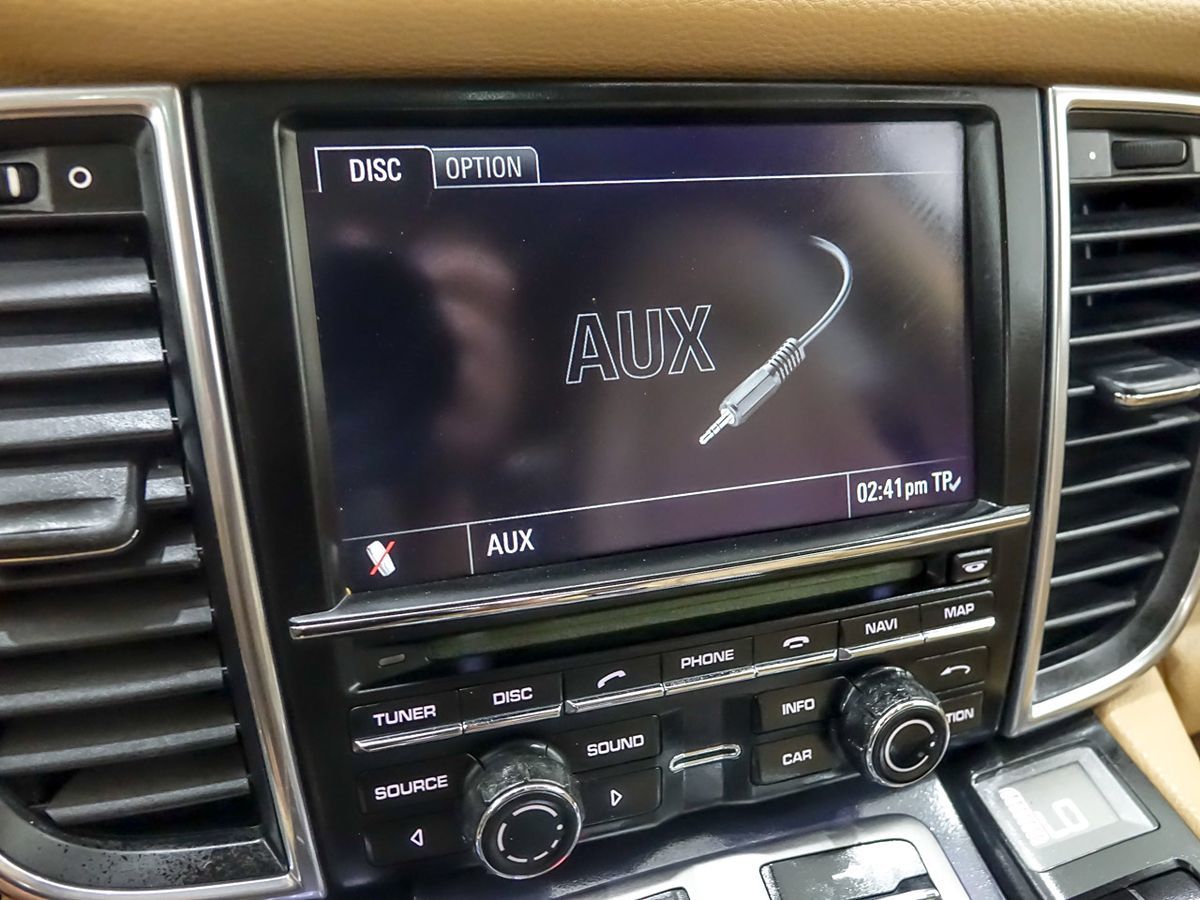 DISC OPTION
AUX
AUX
02:41pm TP
TUNER DISC PHONE NAVI MAP
SOURCE SOUND INFO
CAR